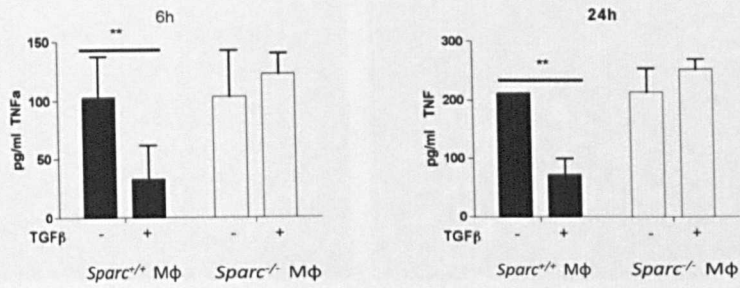 6h
**
150
100
50
0
pg/ml TNFa
TGFβ - + - +
Sparc+/+ Mϕ Sparc-/- Mϕ
24h
**
300
200
100
0
pg/ml TNF
TGFβ - + - +
Sparc+/+ Mϕ Sparc-/- Mϕ